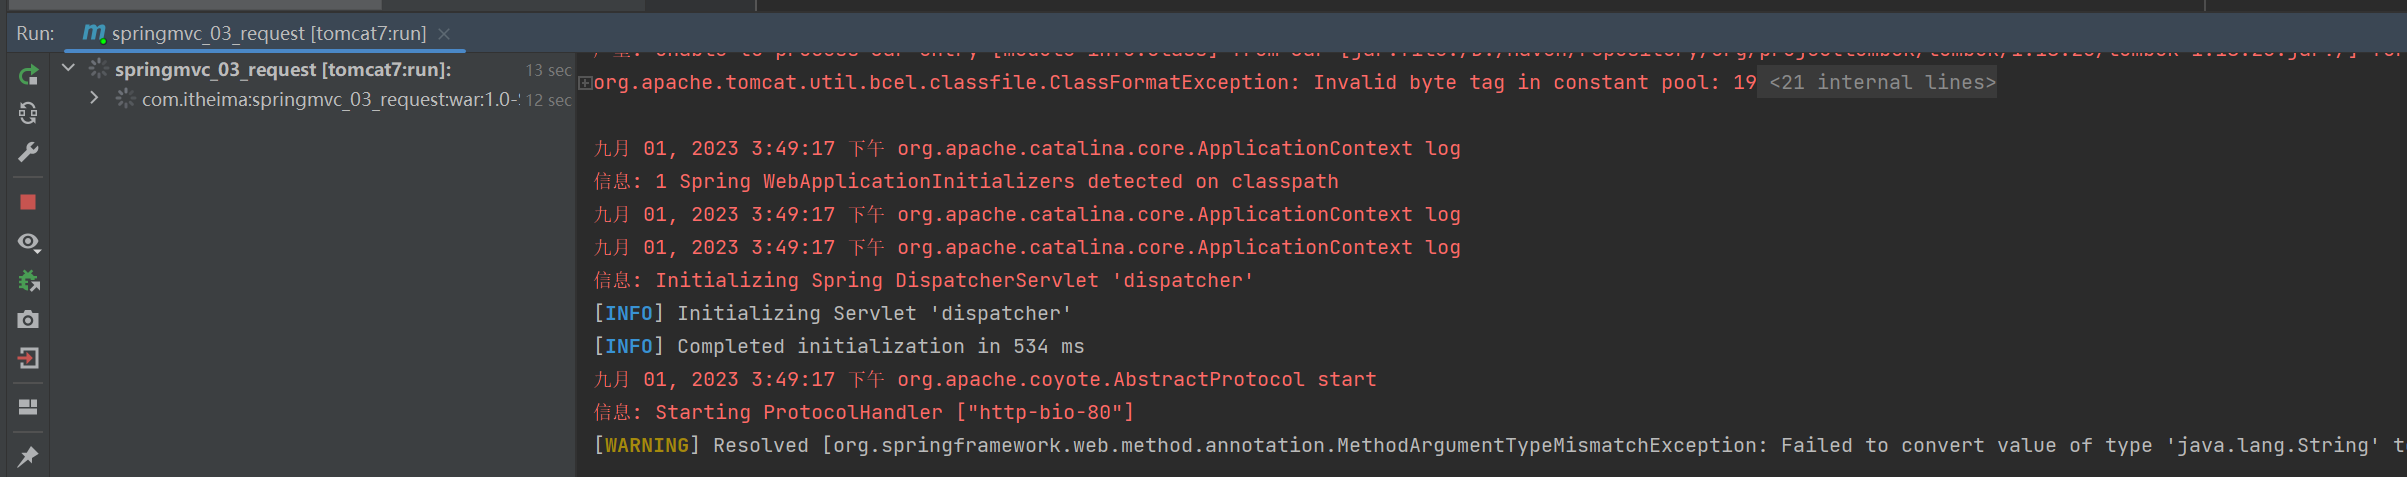 Run: springmvc_03_request [tomcat7:run]
springmvc_03_request [tomcat7:run]: 13 sec
com.itheima:springmvc_03_request:war:1.0-S 12 sec
org.apache.tomcat.util.bcel.classfile.ClassFormatException: Invalid byte tag in constant pool: 19 <21 internal lines>
九月 01, 2023 3:49:17 下午 org.apache.catalina.core.ApplicationContext log
信息: 1 Spring WebApplicationInitializers detected on classpath
九月 01, 2023 3:49:17 下午 org.apache.catalina.core.ApplicationContext log
九月 01, 2023 3:49:17 下午 org.apache.catalina.core.ApplicationContext log
信息: Initializing Spring DispatcherServlet 'dispatcher'
[INFO] Initializing Servlet 'dispatcher'
[INFO] Completed initialization in 534 ms
九月 01, 2023 3:49:17 下午 org.apache.coyote.AbstractProtocol start
信息: Starting ProtocolHandler ["http-bio-80"]
[WARNING] Resolved [org.springframework.web.method.annotation.MethodArgumentTypeMismatchException: Failed to convert value of type 'java.lang.String' t